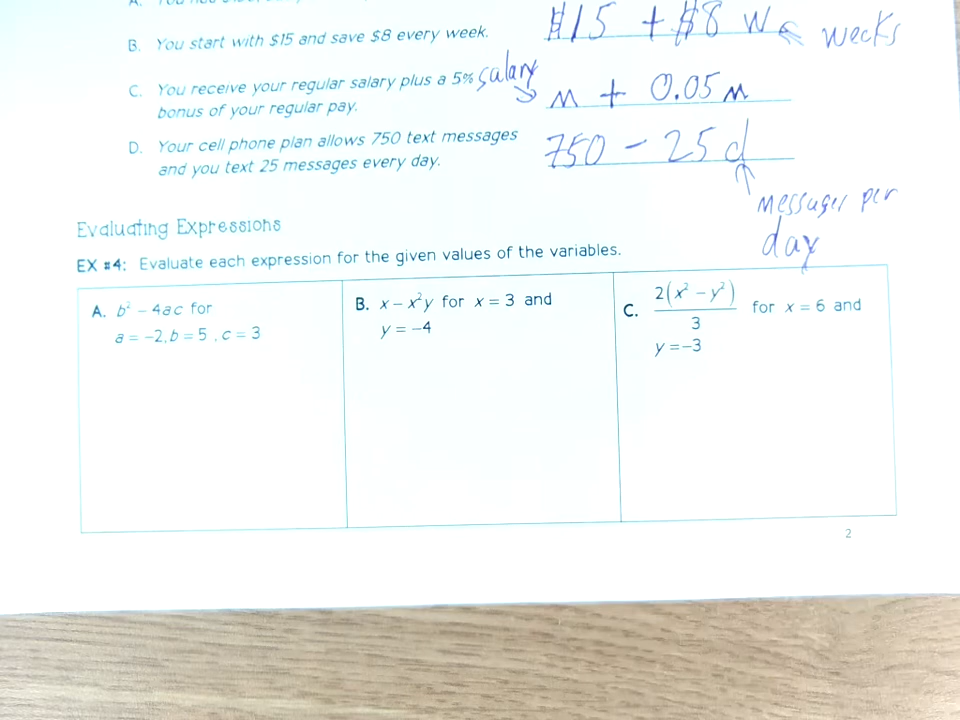 B. You start with $15 and save $8 every week.
$15 + $8 W
weeks
C. You receive your regular salary plus a 5%
bonus of your regular pay.
salary
M + 0.05 M
D. Your cell phone plan allows 750 text messages
and you text 25 messages every day.
750 - 25 d
messages per
day
Evaluating Expressions
EX #4: Evaluate each expression for the given values of the variables.
A. b² - 4ac for
a = -2, b = 5, c = 3
B. x - x²y for x = 3 and
y = -4
C. 2(x² - y²)
3
for x = 6 and
y = -3
2